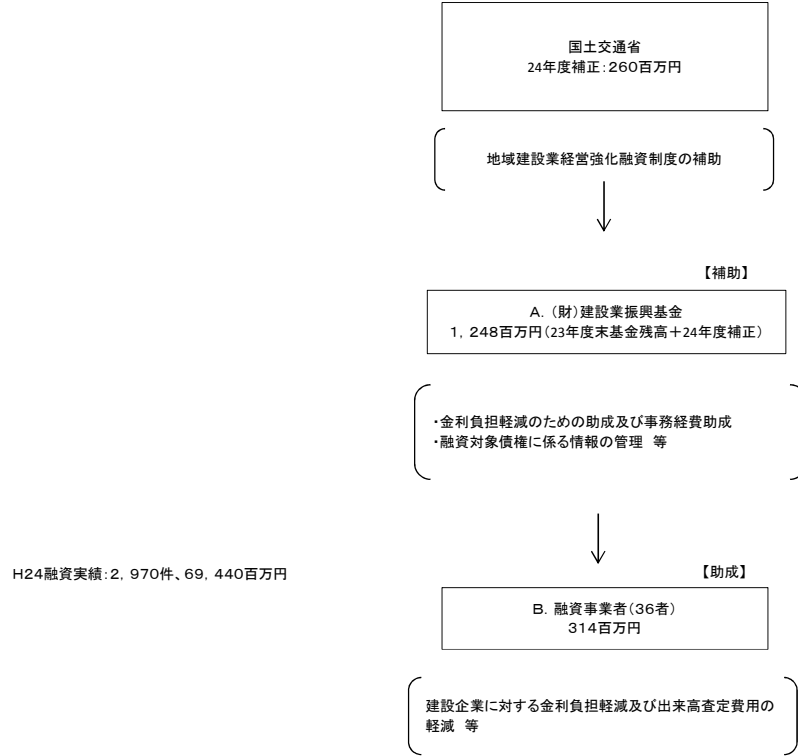 国土交通省
24年度補正：260百万円
地域建設業経営強化融資制度の補助
【補助】
A. （財）建設業振興基金
1，248百万円（23年度末基金残高＋24年度補正）
・金利負担軽減のための助成及び事務経費助成
・融資対象債権に係る情報の管理　等
H24融資実績：2，970件、69，440百万円
【助成】
B. 融資事業者（36者）
314百万円
建設企業に対する金利負担軽減及び出来高査定費用の
軽減　等